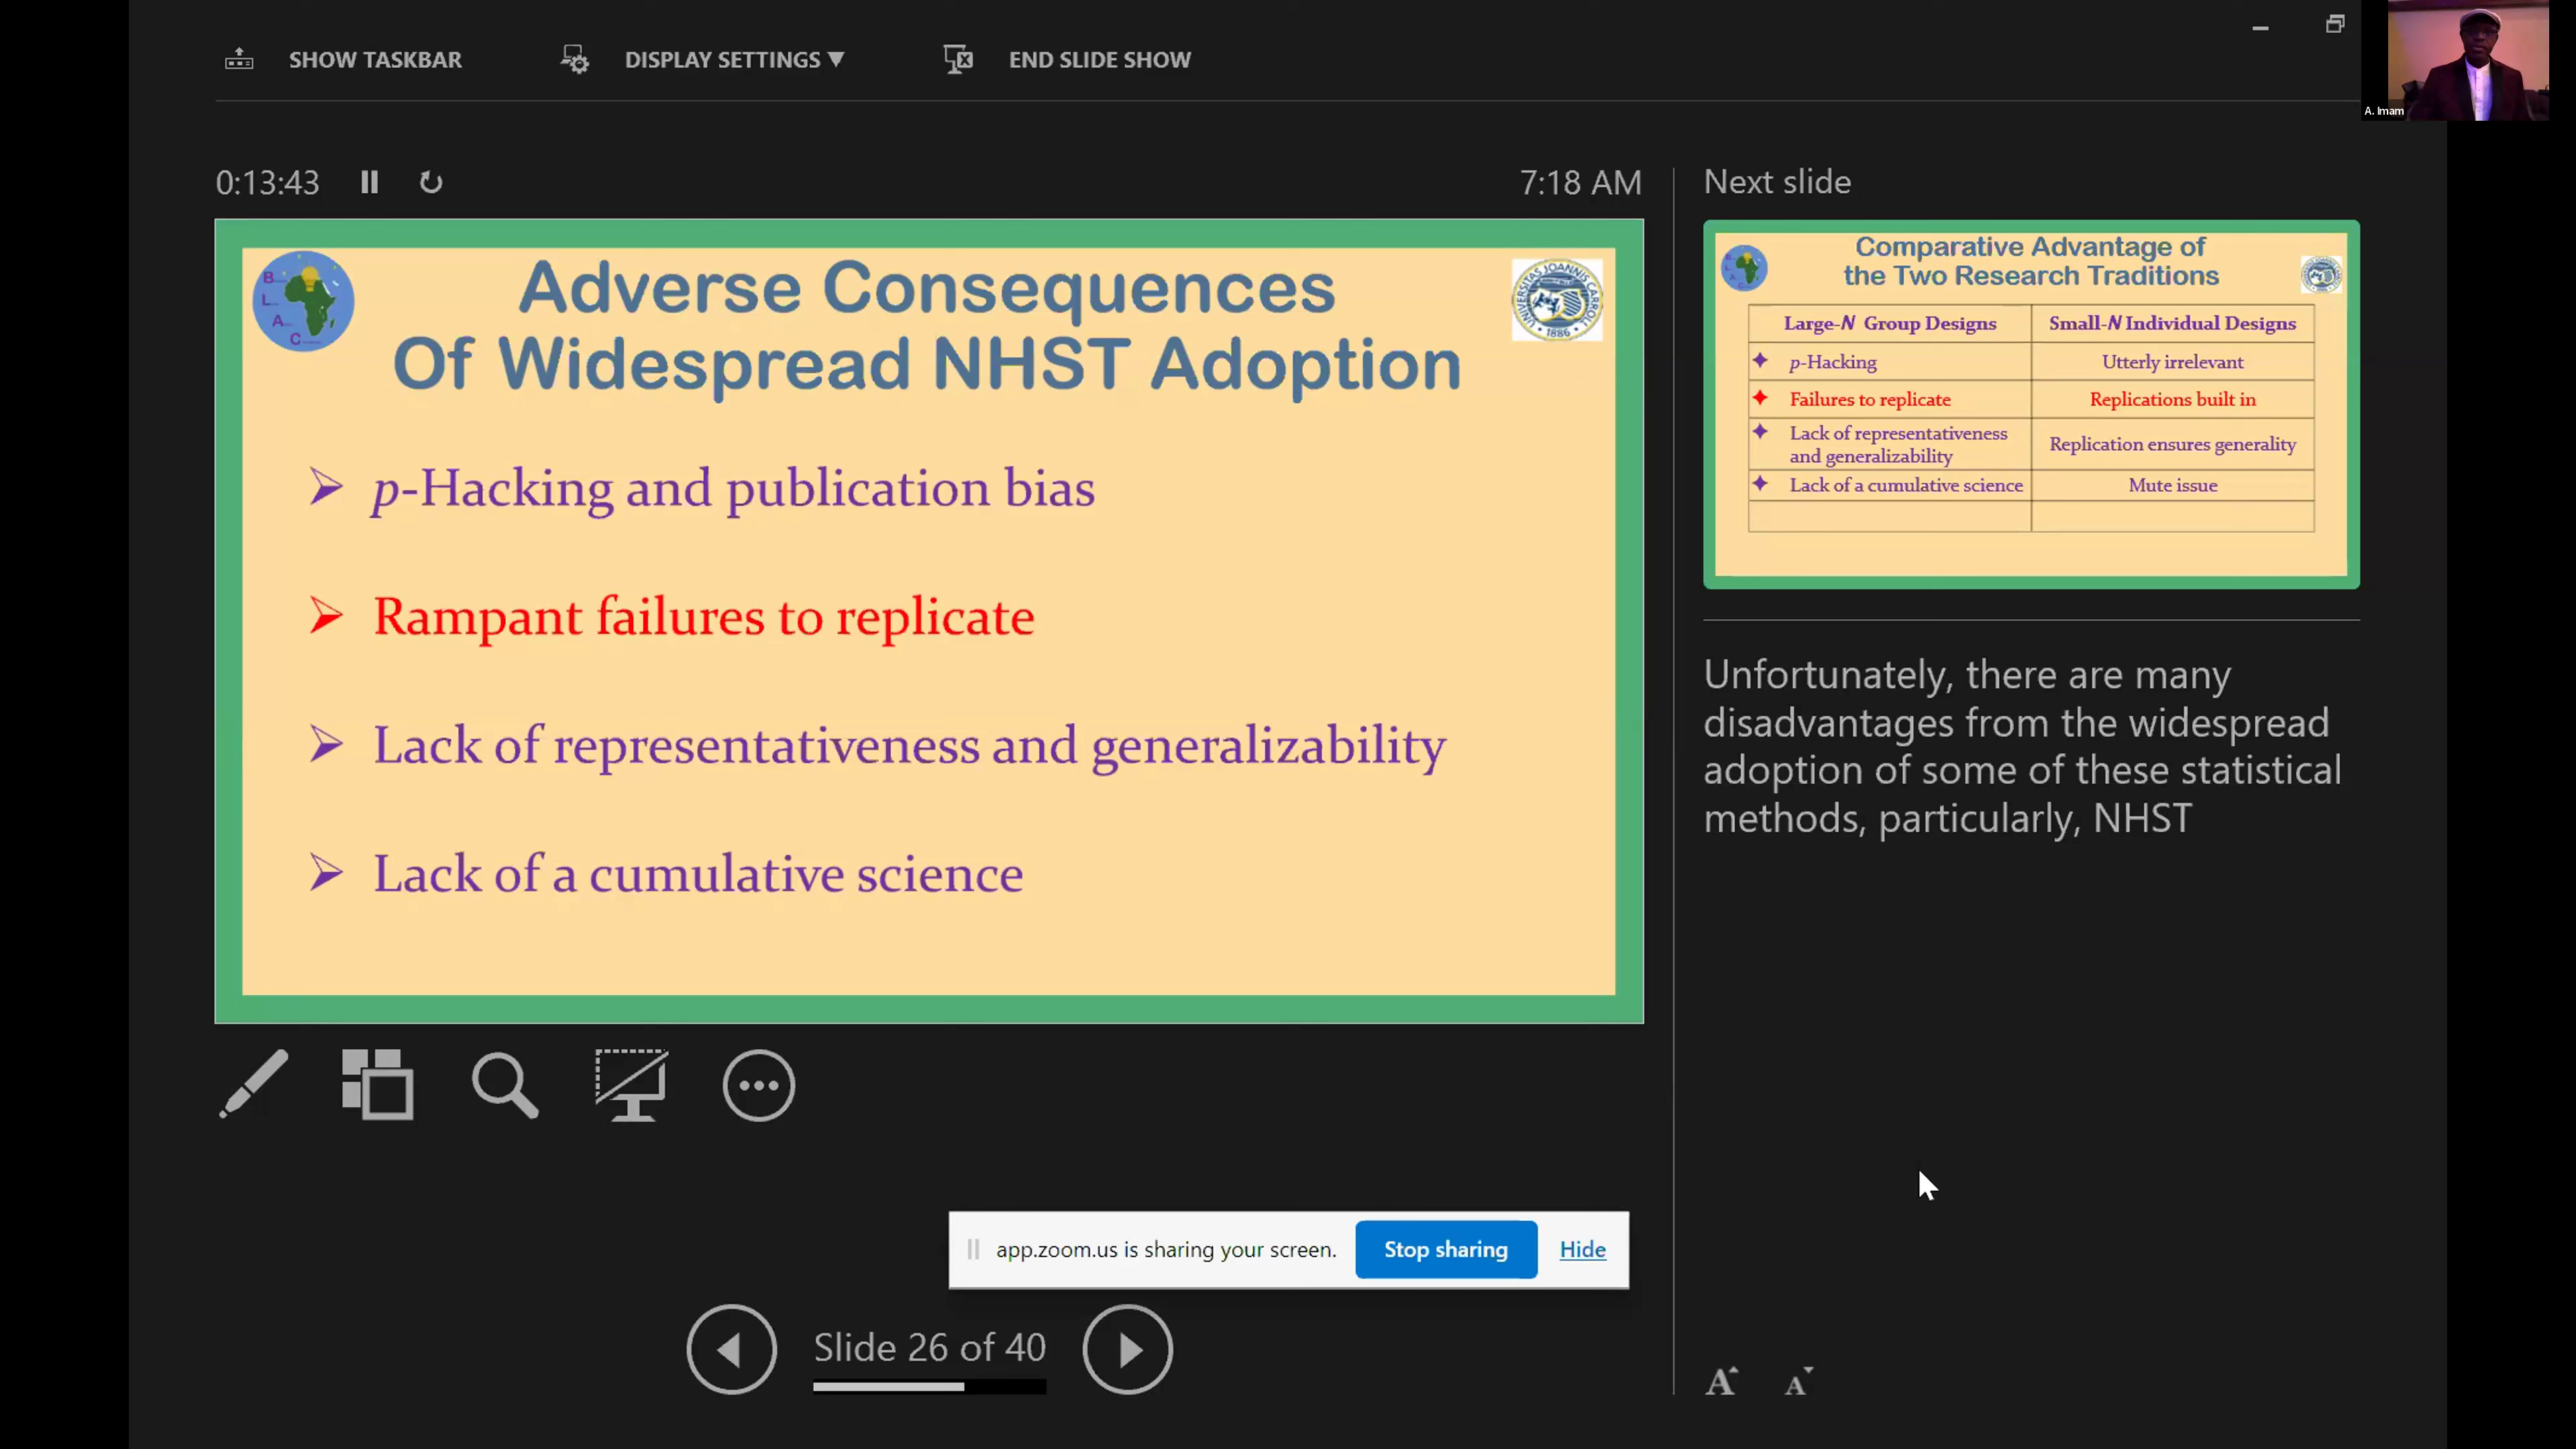 SHOW TASKBAR
DISPLAY SETTINGS ▼
END SLIDE SHOW
A. Imam
0:13:43
7:18 AM
Next slide
B
L
A
C
Adverse Consequences
Of Widespread NHST Adoption
UNIVERSITAS JOANNIS CARROLL
1886
➢ p-Hacking and publication bias
➢ Rampant failures to replicate
➢ Lack of representativeness and generalizability
➢ Lack of a cumulative science
Comparative Advantage of
the Two Research Traditions
Large-N Group Designs
Small-N Individual Designs
p-Hacking
Utterly irrelevant
Failures to replicate
Replications built in
Lack of representativeness
and generalizability
Replication ensures generality
Lack of a cumulative science
Mute issue
Unfortunately, there are many
disadvantages from the widespread
adoption of some of these statistical
methods, particularly, NHST
app.zoom.us is sharing your screen.
Stop sharing
Hide
Slide 26 of 40
A
A